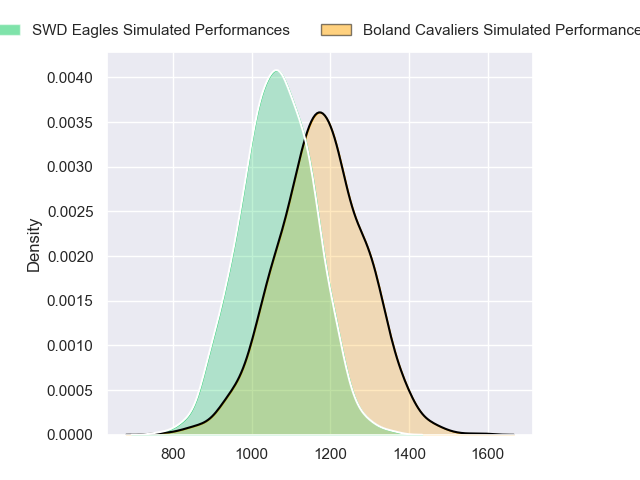 SWD Eagles Simulated Performances
Boland Cavaliers Simulated Performance
0.0040
0.0035
0.0030
0.0025
0.0020
0.0015
0.0010
0.0005
0.0000
Density
800 1000 1200 1400 1600